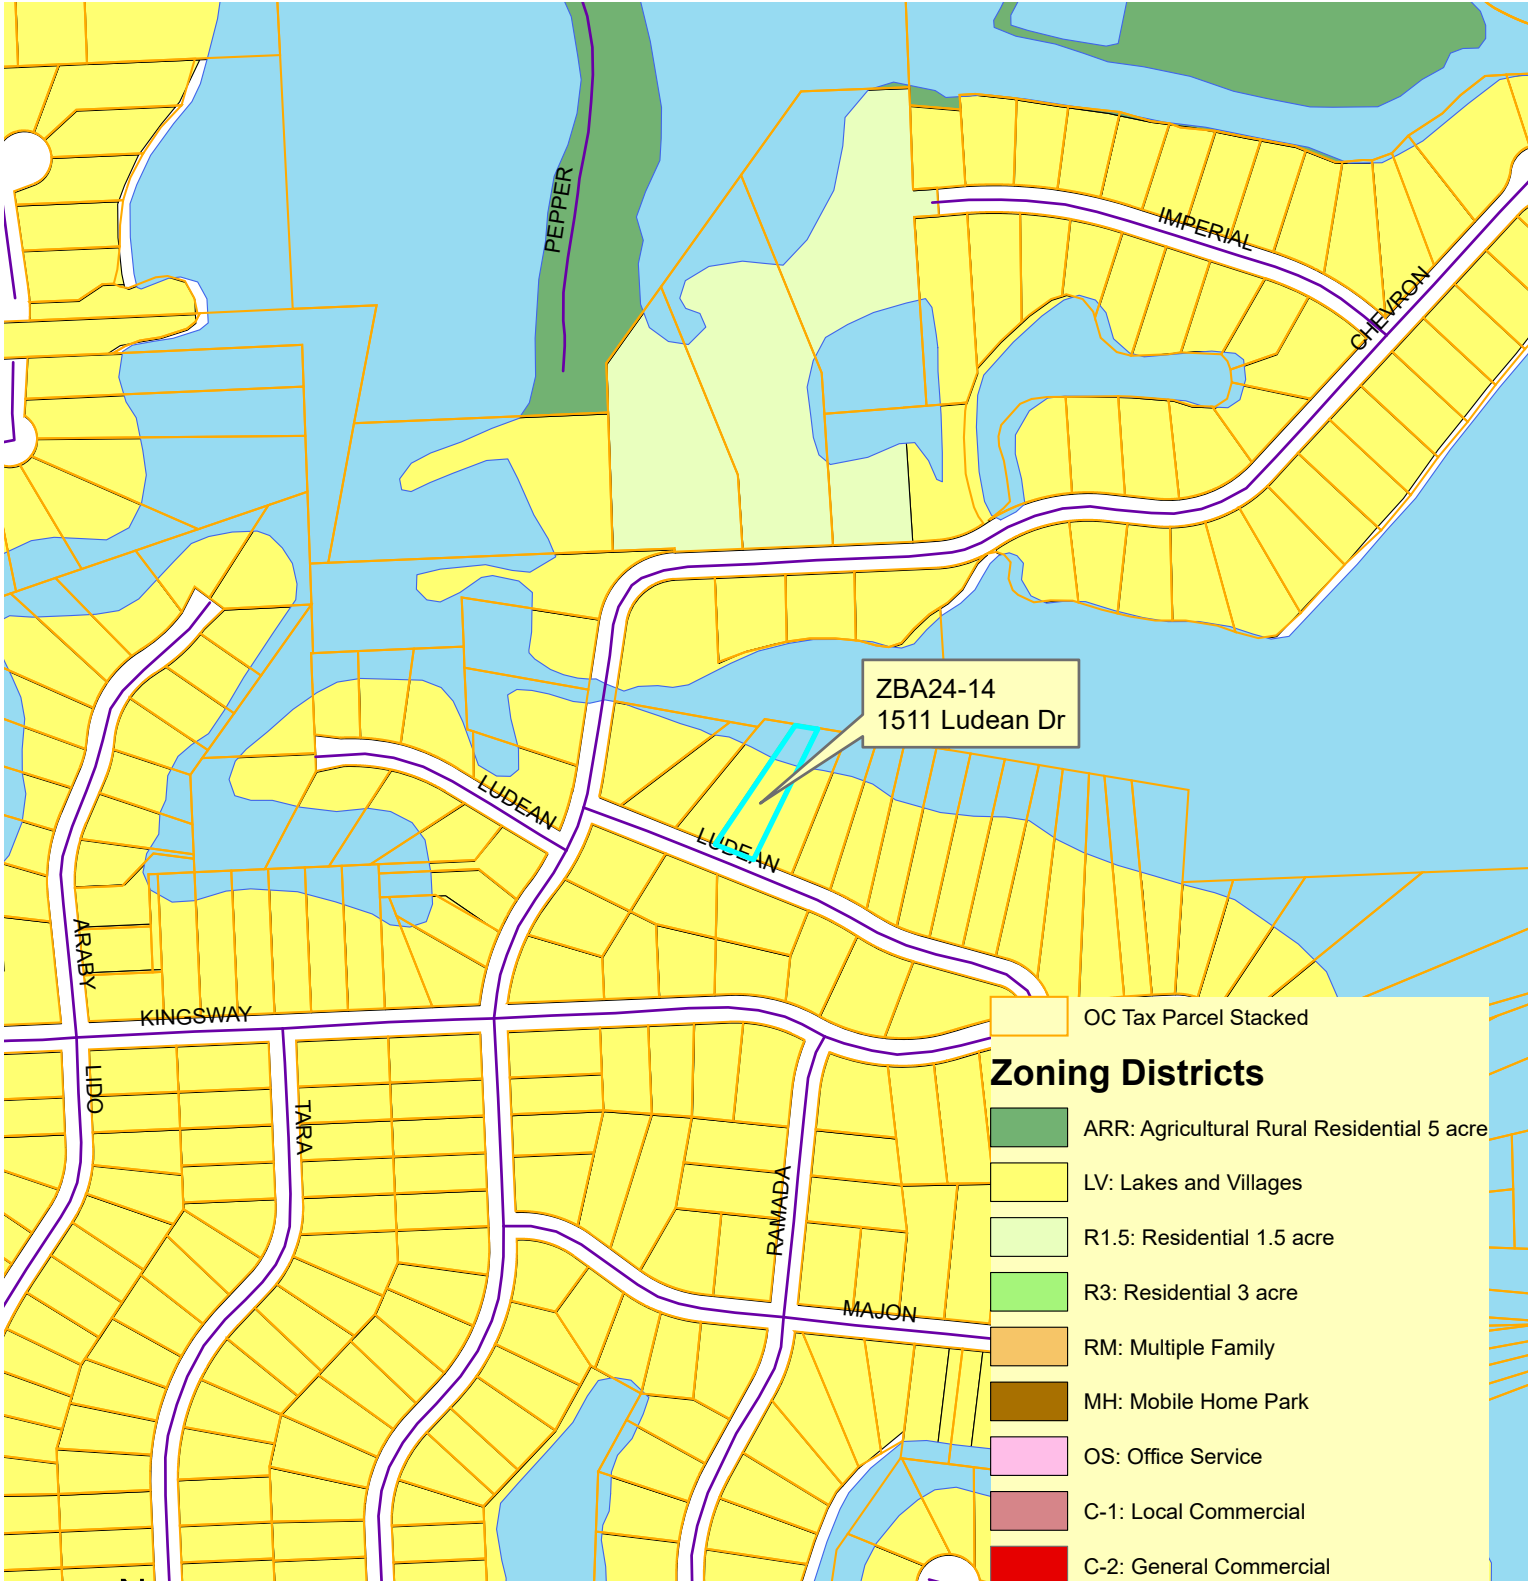 PEPPER
IMPERIAL
CHEVRON
ZBA24-14
1511 Ludean Dr
LUDEAN
LUDEAN
ARABY
KINGSWAY
LIDO
TARA
RAMADA
MAJON
OC Tax Parcel Stacked
Zoning Districts
ARR: Agricultural Rural Residential 5 acre
LV: Lakes and Villages
R1.5: Residential 1.5 acre
R3: Residential 3 acre
RM: Multiple Family
MH: Mobile Home Park
OS: Office Service
C-1: Local Commercial
C-2: General Commercial